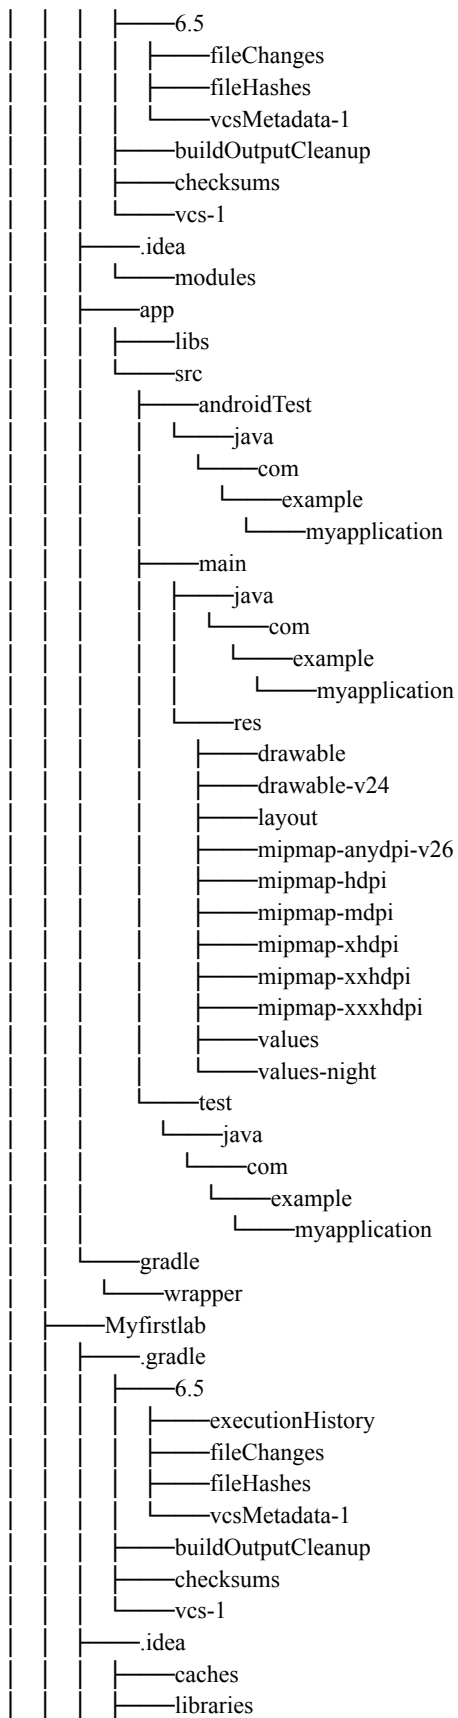 6.5
fileChanges
fileHashes
vcsMetadata-1
buildOutputCleanup
checksums
vcs-1
.idea
modules
app
libs
src
androidTest
java
com
example
myapplication
main
java
com
example
myapplication
res
drawable
drawable-v24
layout
mipmap-anydpi-v26
mipmap-hdpi
mipmap-mdpi
mipmap-xhdpi
mipmap-xxhdpi
mipmap-xxxhdpi
values
values-night
test
java
com
example
myapplication
gradle
wrapper
Myfirstlab
.gradle
6.5
executionHistory
fileChanges
fileHashes
vcsMetadata-1
buildOutputCleanup
checksums
vcs-1
.idea
caches
libraries